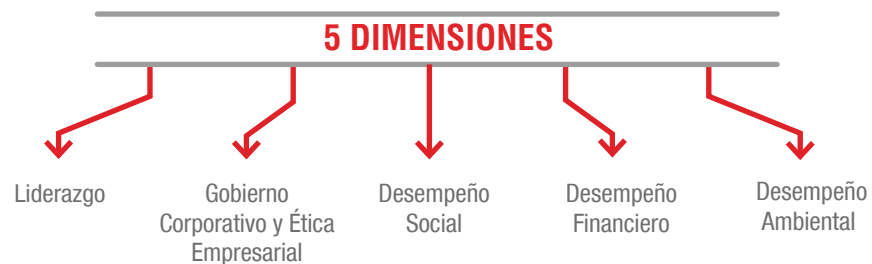 5 DIMENSIONES
Liderazgo
Gobierno
Corporativo y Ética
Empresarial
Desempeño
Social
Desempeño
Financiero
Desempeño
Ambiental